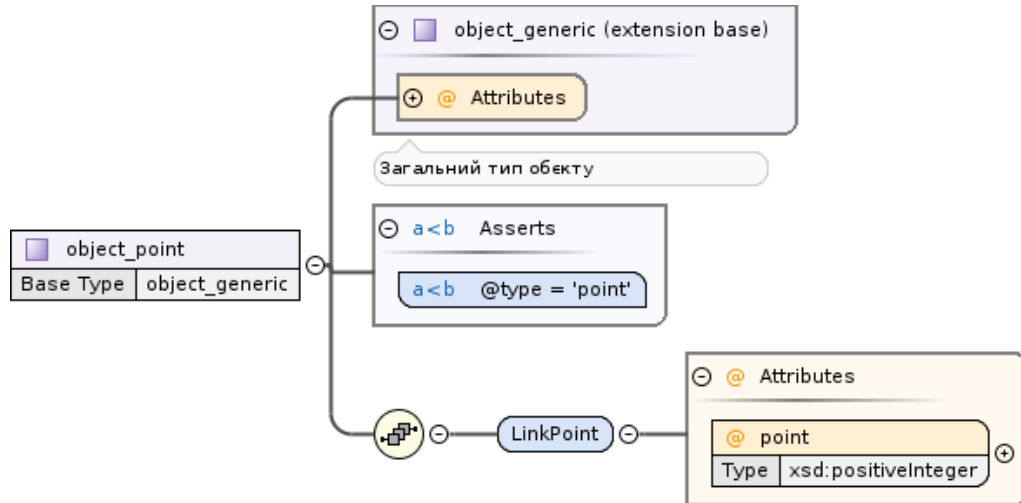 object_generic (extension base)
@ Attributes
Загальний тип обєкту
a<b Asserts
object_point
Base Type object_generic
a<b @type = 'point'
@ Attributes
LinkPoint
@ point
Type xsd:positiveInteger